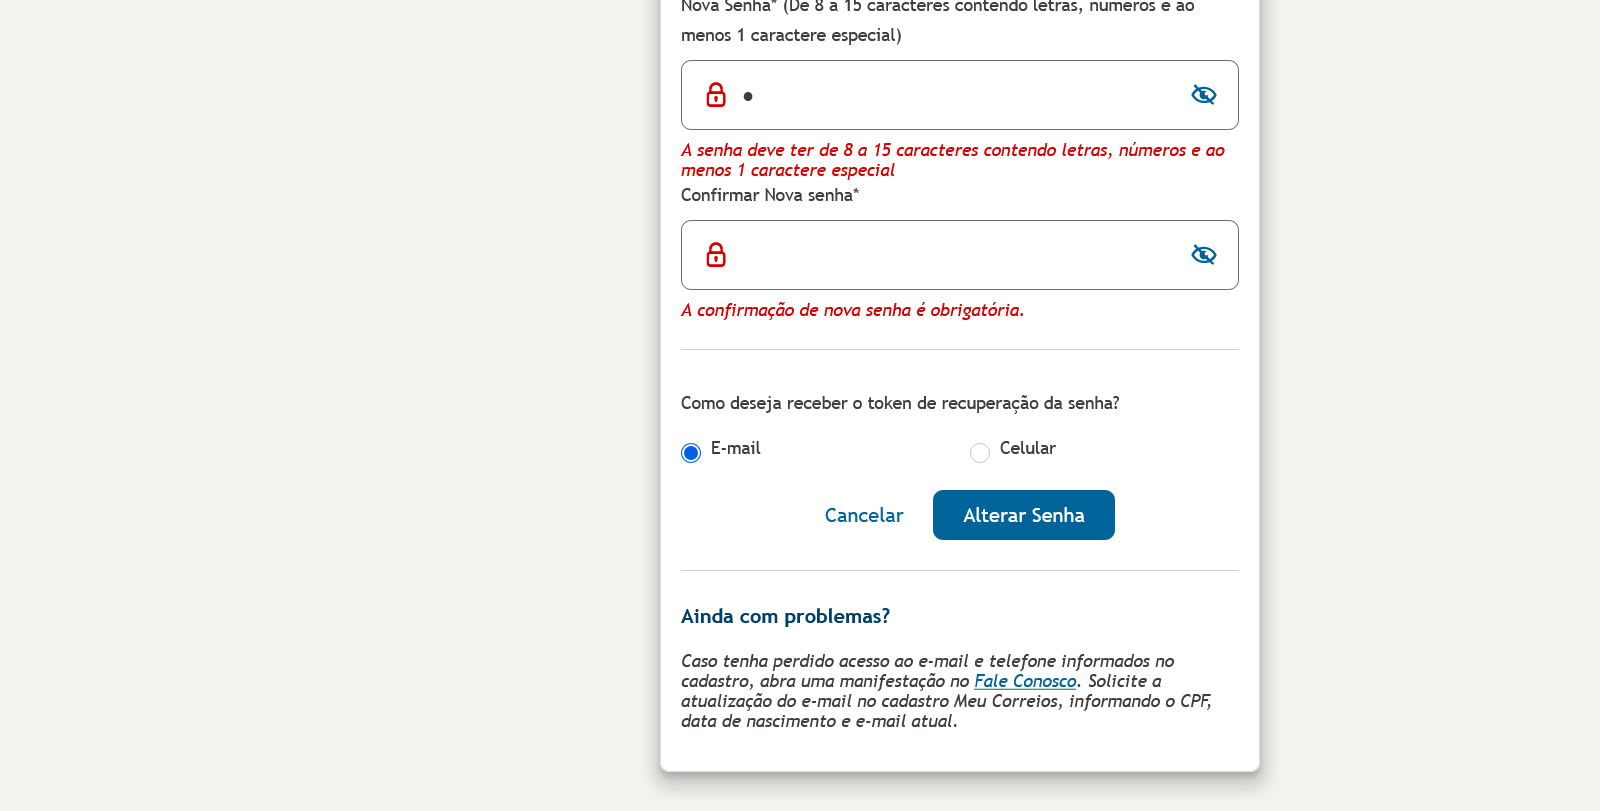 Nova Senha* (De 8 a 15 caracteres contendo letras, números e ao
menos 1 caractere especial)
A senha deve ter de 8 a 15 caracteres contendo letras, números e ao
menos 1 caractere especial
Confirmar Nova senha*
A confirmação de nova senha é obrigatória.
Como deseja receber o token de recuperação da senha?
E-mail
Celular
Cancelar
Alterar Senha
Ainda com problemas?
Caso tenha perdido acesso ao e-mail e telefone informados no
cadastro, abra uma manifestação no Fale Conosco. Solicite a
atualização do e-mail no cadastro Meu Correios, informando o CPF,
data de nascimento e e-mail atual.